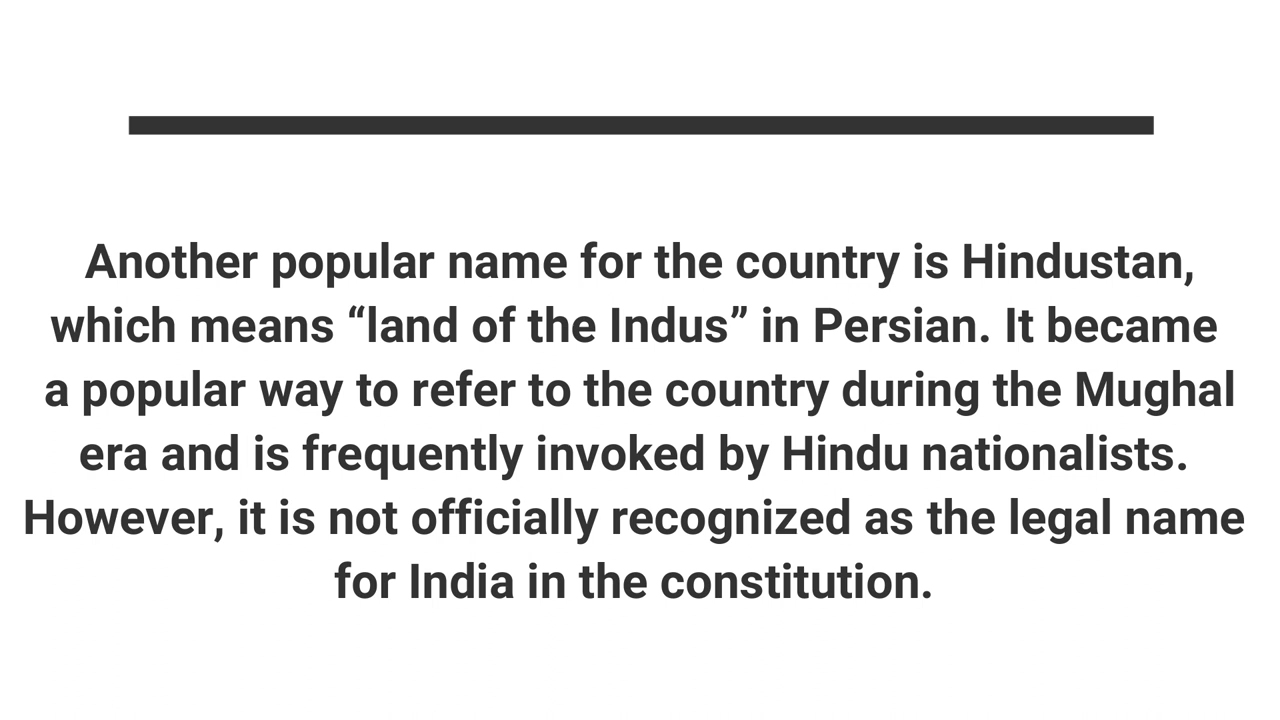 Another popular name for the country is Hindustan,
which means “land of the Indus” in Persian. It became
a popular way to refer to the country during the Mughal
era and is frequently invoked by Hindu nationalists.
However, it is not officially recognized as the legal name
for India in the constitution.